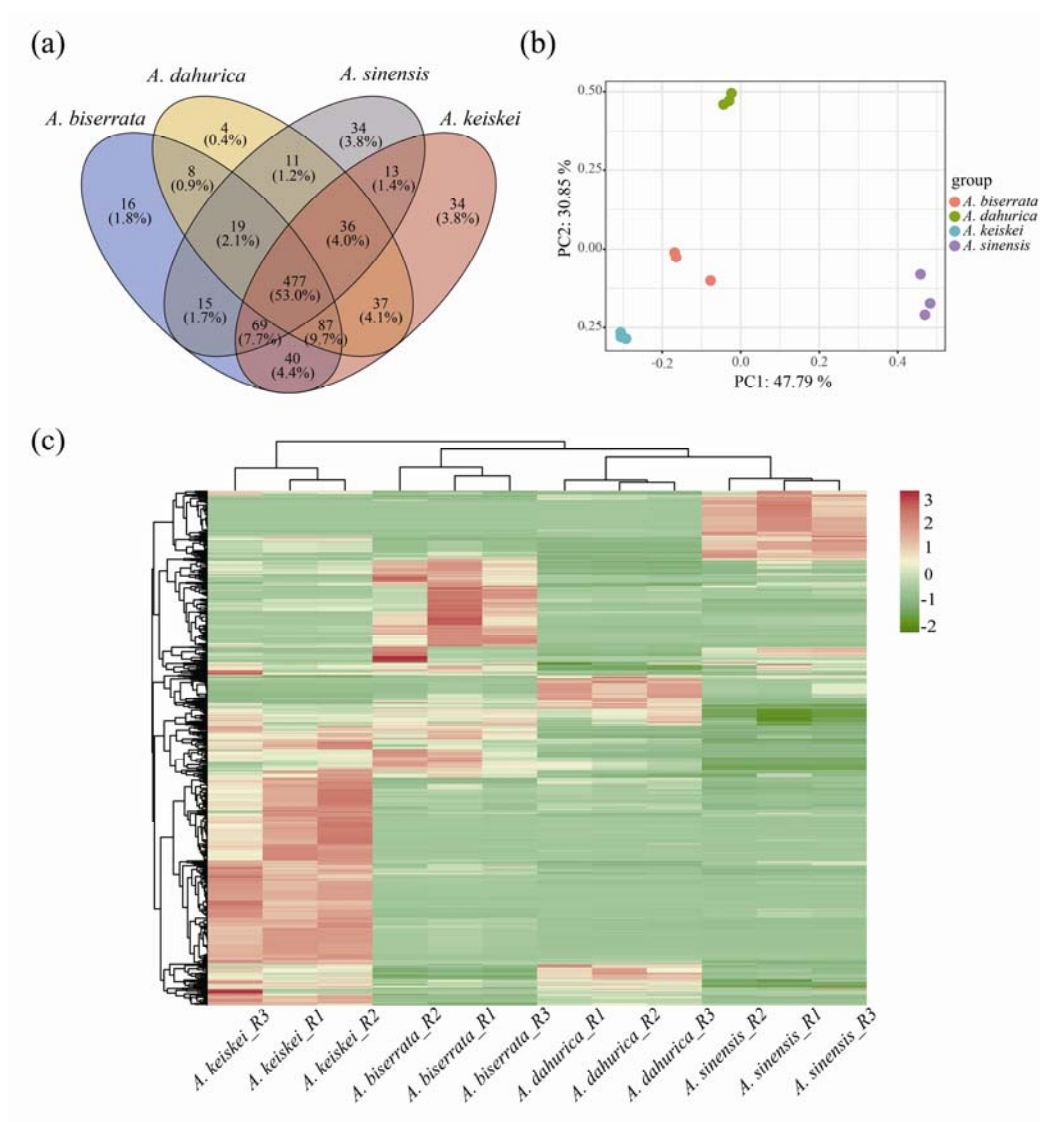 (a)
A. dahurica
A. sinensis
A. biserrata
A. keiskei
4
(0.4%)
34
(3.8%)
8
(0.9%)
11
(1.2%)
13
(1.4%)
16
(1.8%)
34
(3.8%)
19
(2.1%)
36
(4.0%)
477
(53.0%)
15
(1.7%)
37
(4.1%)
69
(7.7%)
87
(9.7%)
40
(4.4%)
(b)
0.50
0.25
0.00
0.25
PC2: 30.85 %
-0.2
0.0
0.2
0.4
PC1: 47.79 %
group
A. biserrata
A. dahurica
A. keiskei
A. sinensis
(c)
3
2
1
0
-1
-2
A. keiskei_R3
A. keiskei_R1
A. keiskei_R2
A. biserrata_R2
A. biserrata_R1
A. biserrata_R3
A. dahurica_R1
A. dahurica_R2
A. dahurica_R3
A. sinensis_R2
A. sinensis_R1
A. sinensis_R3